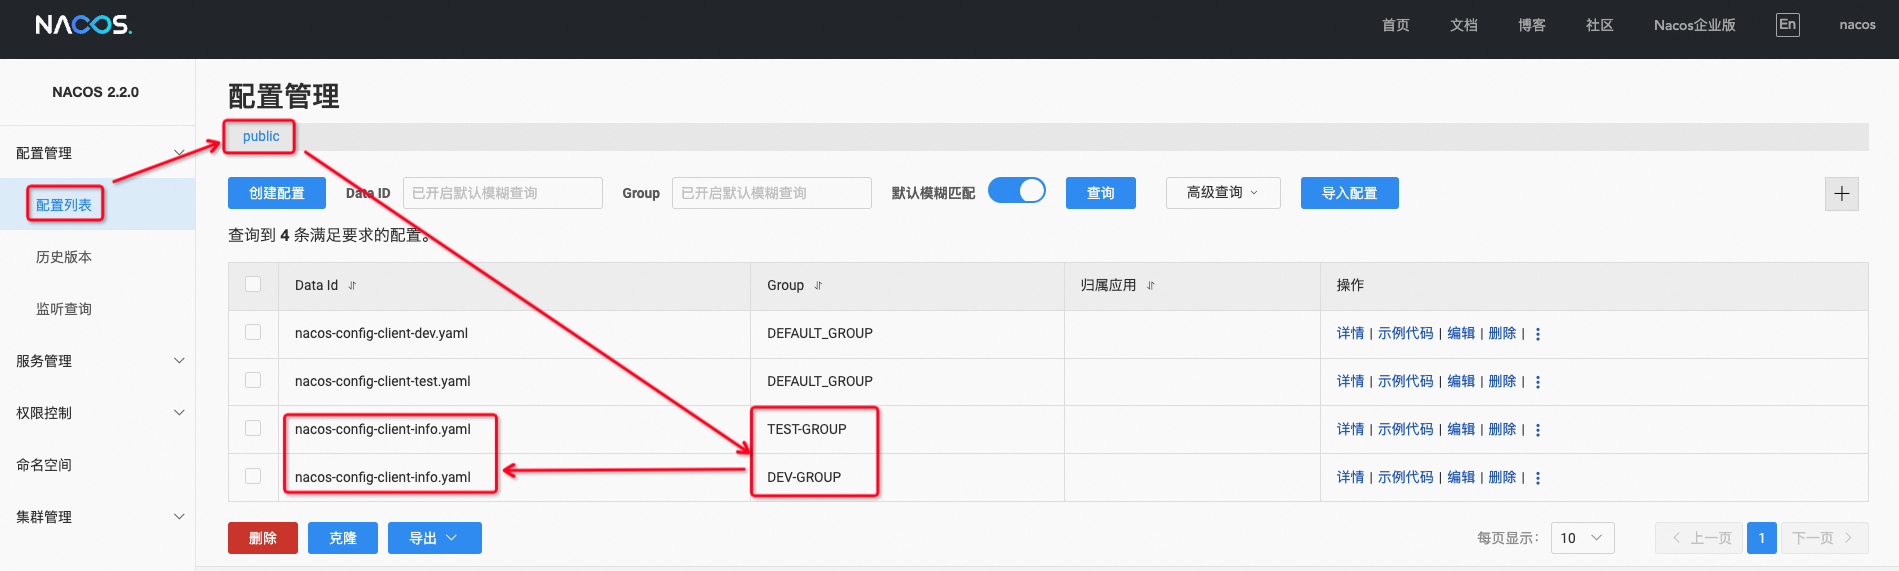 NACOS.
首页 文档 博客 社区 Nacos企业版 En nacos
NACOS 2.2.0
配置管理
配置列表
历史版本
监听查询
服务管理
权限控制
命名空间
集群管理
配置管理
public
创建配置 Data ID 已开启默认模糊查询 Group 已开启默认模糊查询 默认模糊匹配 查询 高级查询 导入配置
查询到 4 条满足要求的配置。
Data Id Group 归属应用 操作
nacos-config-client-dev.yaml DEFAULT_GROUP 详情 | 示例代码 | 编辑 | 删除 |
nacos-config-client-test.yaml DEFAULT_GROUP 详情 | 示例代码 | 编辑 | 删除 |
nacos-config-client-info.yaml TEST-GROUP 详情 | 示例代码 | 编辑 | 删除 |
nacos-config-client-info.yaml DEV-GROUP 详情 | 示例代码 | 编辑 | 删除 |
删除 克隆 导出 每页显示: 10 上一页 1 下一页